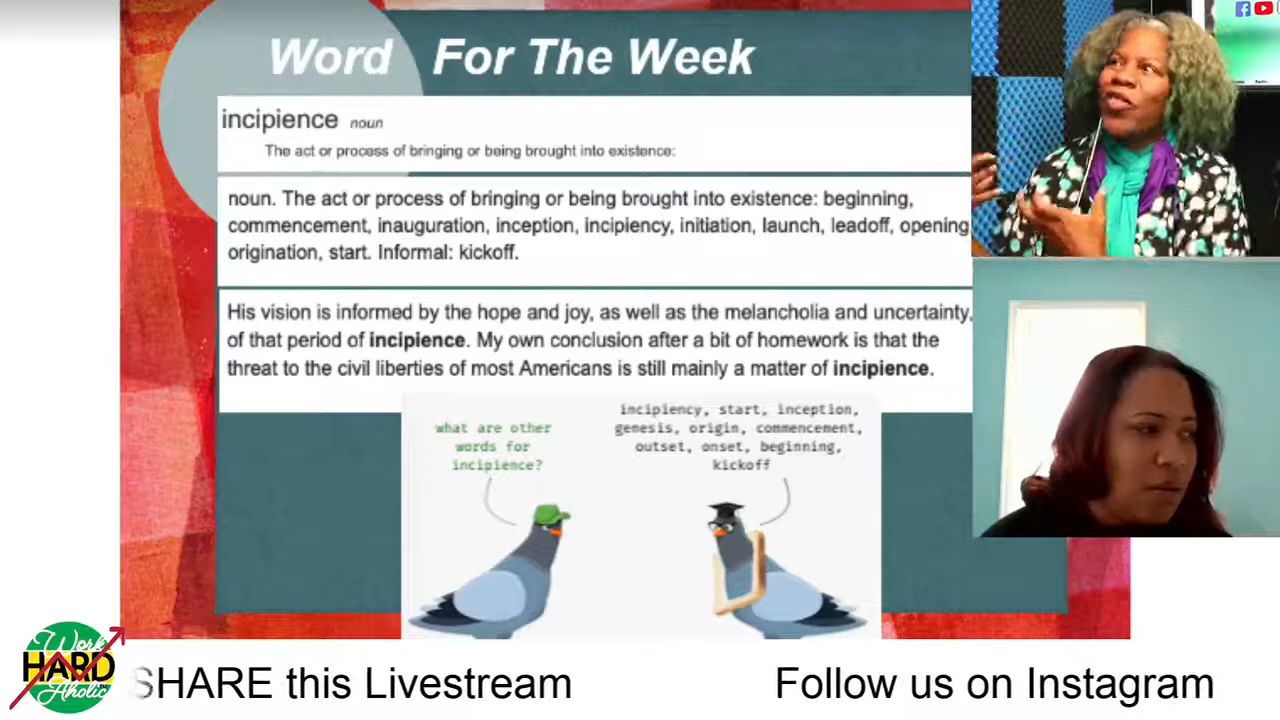 Word For The Week
incipience noun
The act or process of bringing or being brought into existence:
noun. The act or process of bringing or being brought into existence: beginning,
commencement, inauguration, inception, incipiency, initiation, launch, leadoff, opening,
origination, start. Informal: kickoff.
His vision is informed by the hope and joy, as well as the melancholia and uncertainty,
of that period of incipience. My own conclusion after a bit of homework is that the
threat to the civil liberties of most Americans is still mainly a matter of incipience.
what are other
words for
incipience?
incipiency, start, inception,
genesis, origin, commencement,
outset, onset, beginning,
kickoff
Work
HARD
Aholic
SHARE this Livestream
Follow us on Instagram